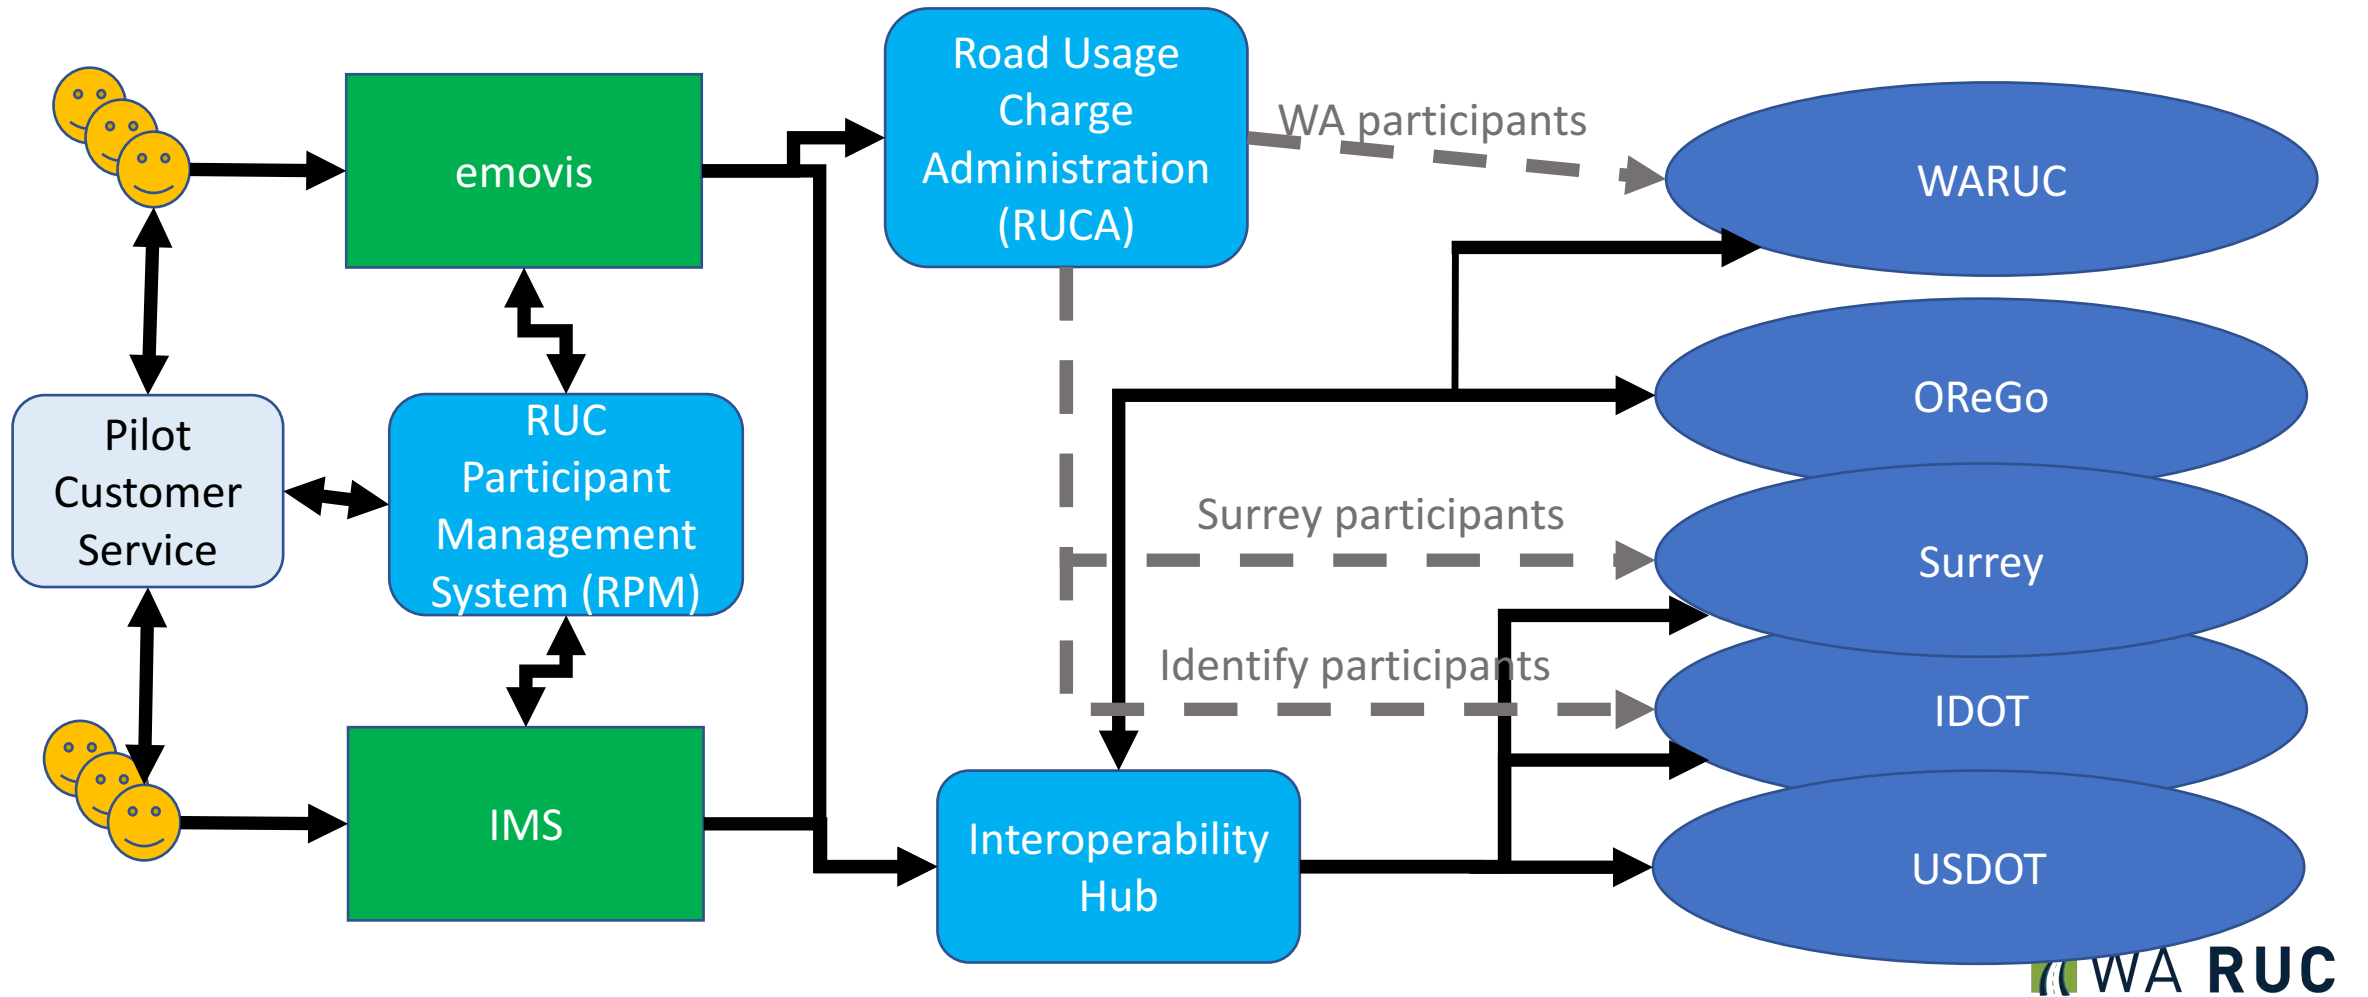 Road Usage
Charge
Administration
(RUCA)
WA participants
emovis
WARUC
Pilot
Customer
Service
RUC
Participant
Management
System (RPM)
OReGo
Surrey participants
Surrey
Identify participants
IDOT
IMS
Interoperability
Hub
USDOT
WA RUC